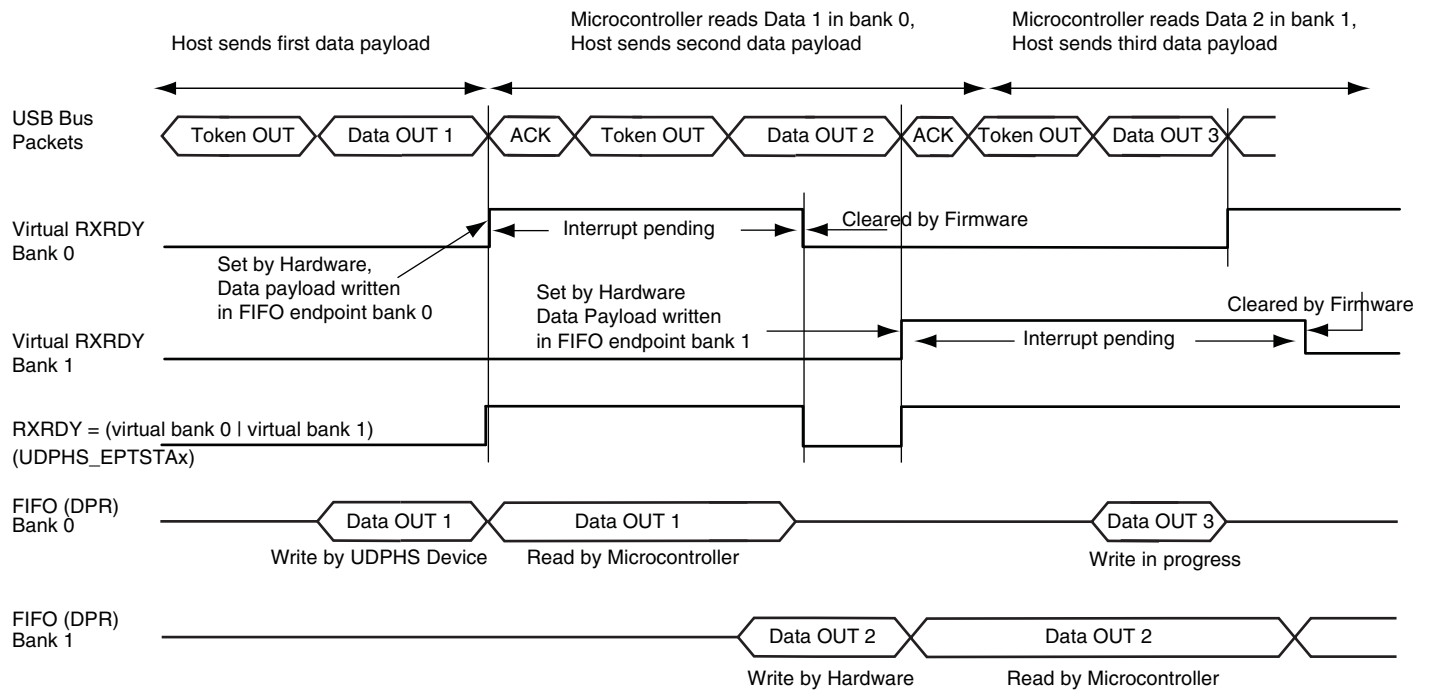 Host sends first data payload
Microcontroller reads Data 1 in bank 0,
Host sends second data payload
Microcontroller reads Data 2 in bank 1,
Host sends third data payload
USB Bus
Packets
Token OUT
Data OUT 1
ACK
Token OUT
Data OUT 2
ACK
Token OUT
Data OUT 3
Virtual RXRDY
Bank 0
Set by Hardware,
Data payload written
in FIFO endpoint bank 0
Interrupt pending
Cleared by Firmware
Virtual RXRDY
Bank 1
Set by Hardware
Data Payload written
in FIFO endpoint bank 1
Interrupt pending
Cleared by Firmware
RXRDY = (virtual bank 0 | virtual bank 1)
(UDPHS_EPTSTAx)
FIFO (DPR)
Bank 0
Data OUT 1
Data OUT 1
Data OUT 3
Write by UDPHS Device
Read by Microcontroller
Write in progress
FIFO (DPR)
Bank 1
Data OUT 2
Data OUT 2
Write by Hardware
Read by Microcontroller